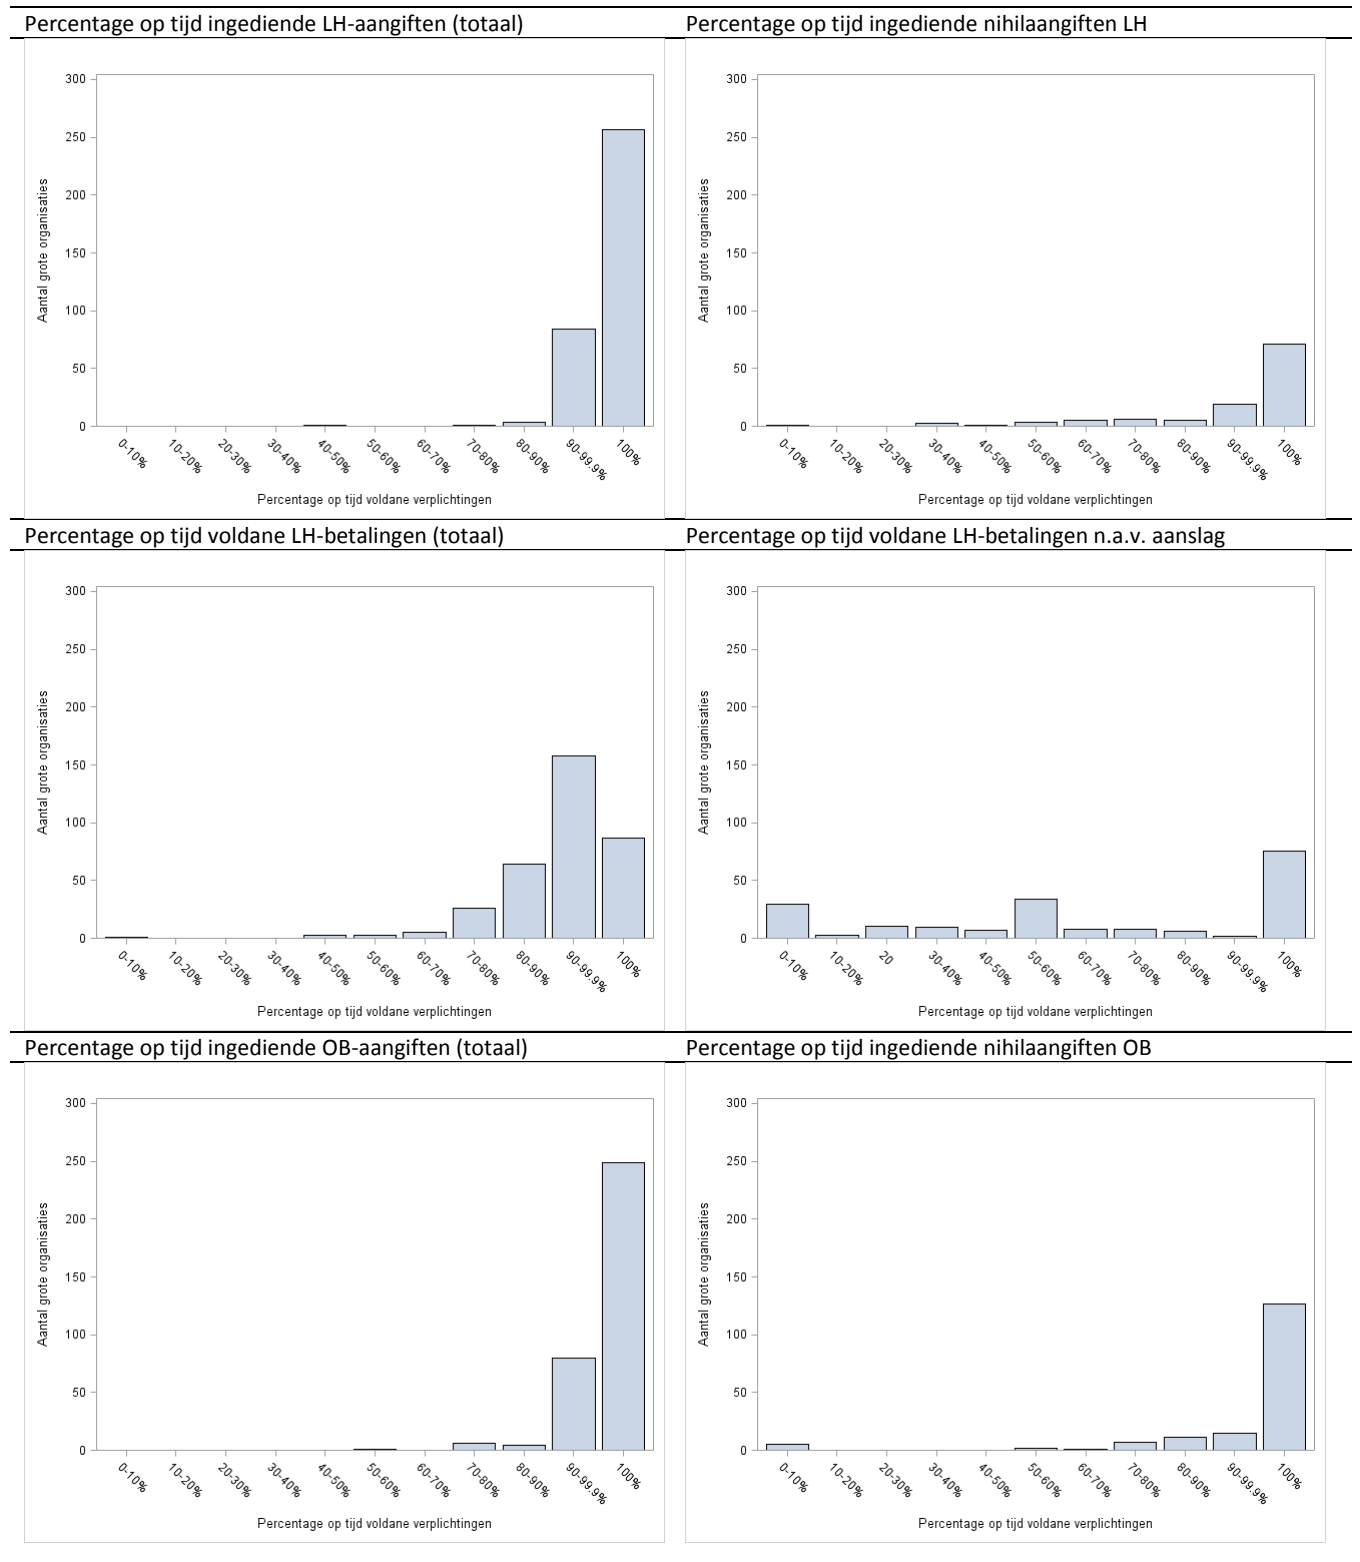 Percentage op tijd ingediende LH-aangiften (totaal)
Percentage op tijd ingediende nihilaangiften LH
300
250
200
150
100
50
0
Aantal grote organisaties
0-10% 10-20% 20-30% 30-40% 40-50% 50-60% 60-70% 70-80% 80-90% 90-99.9% 100%
Percentage op tijd voldane verplichtingen
300
250
200
150
100
50
0
Aantal grote organisaties
0-10% 10-20% 20-30% 30-40% 40-50% 50-60% 60-70% 70-80% 80-90% 90-99.9% 100%
Percentage op tijd voldane verplichtingen
Percentage op tijd voldane LH-betalingen (totaal)
Percentage op tijd voldane LH-betalingen n.a.v. aanslag
300
250
200
150
100
50
0
Aantal grote organisaties
0-10% 10-20% 20-30% 30-40% 40-50% 50-60% 60-70% 70-80% 80-90% 90-99.9% 100%
Percentage op tijd voldane verplichtingen
300
250
200
150
100
50
0
Aantal grote organisaties
0-10% 10-20% 20 30-40% 40-50% 50-60% 60-70% 70-80% 80-90% 90-99.9% 100%
Percentage op tijd voldane verplichtingen
Percentage op tijd ingediende OB-aangiften (totaal)
Percentage op tijd ingediende nihilaangiften OB
300
250
200
150
100
50
0
Aantal grote organisaties
0-10% 10-20% 20-30% 30-40% 40-50% 50-60% 60-70% 70-80% 80-90% 90-99.9% 100%
Percentage op tijd voldane verplichtingen
300
250
200
150
100
50
0
Aantal grote organisaties
0-10% 10-20% 20-30% 30-40% 40-50% 50-60% 60-70% 70-80% 80-90% 90-99.9% 100%
Percentage op tijd voldane verplichtingen